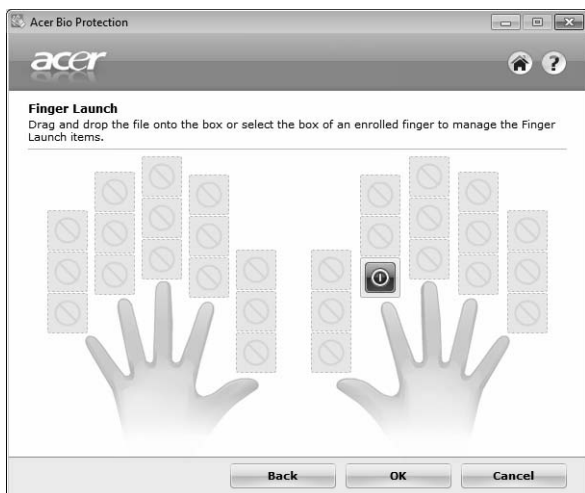 Acer Bio Protection
acer
?
Finger Launch
Drag and drop the file onto the box or select the box of an enrolled finger to manage the Finger
Launch items.
Back OK Cancel